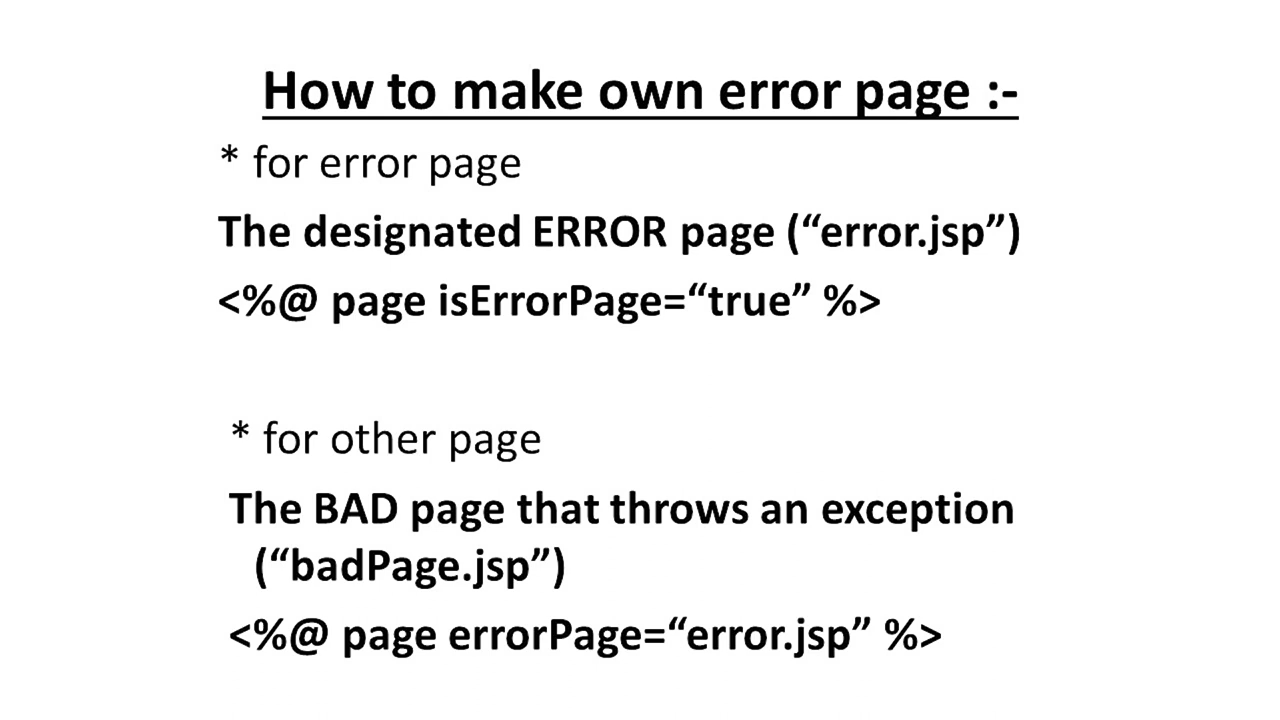 How to make own error page :-
* for error page
The designated ERROR page (“error.jsp”)
<%@ page isErrorPage=“true” %>
* for other page
The BAD page that throws an exception
(“badPage.jsp”)
<%@ page errorPage=“error.jsp” %>